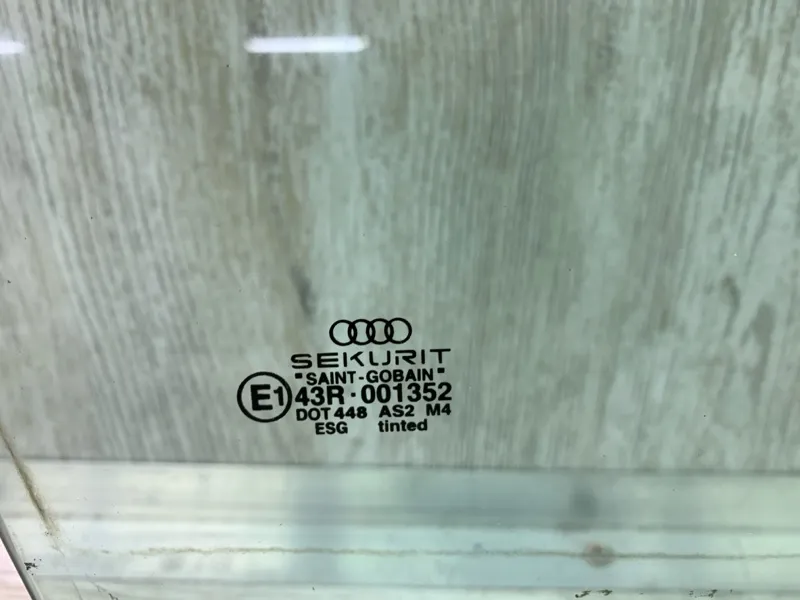 SEKURIT
"SAINT-GOBAIN"
E1 43R·001352
DOT 448 AS2 M4
ESG tinted